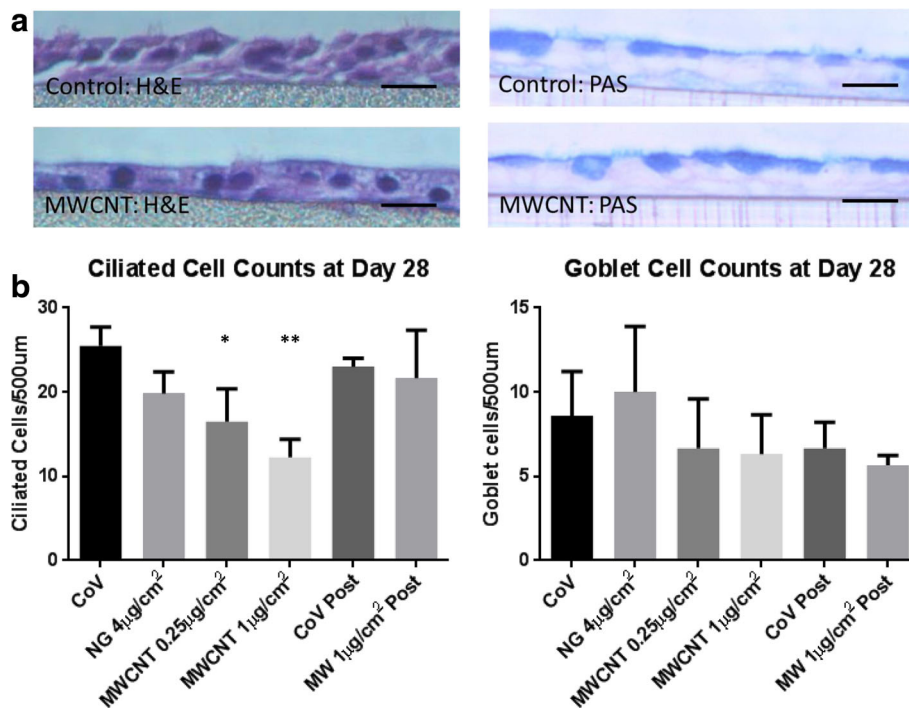 a
Control: H&E
Control: PAS
MWCNT: H&E
MWCNT: PAS
b
Ciliated Cell Counts at Day 28
Ciliated Cells/500um
30
20
10
0
* **
CoV
NG 4µg/cm²
MWCNT 0.25µg/cm²
MWCNT 1µg/cm²
CoV Post
MW 1µg/cm² Post
Goblet Cell Counts at Day 28
Goblet cells/500um
15
10
5
0
CoV
NG 4µg/cm²
MWCNT 0.25µg/cm²
MWCNT 1µg/cm²
CoV Post
MW 1µg/cm² Post